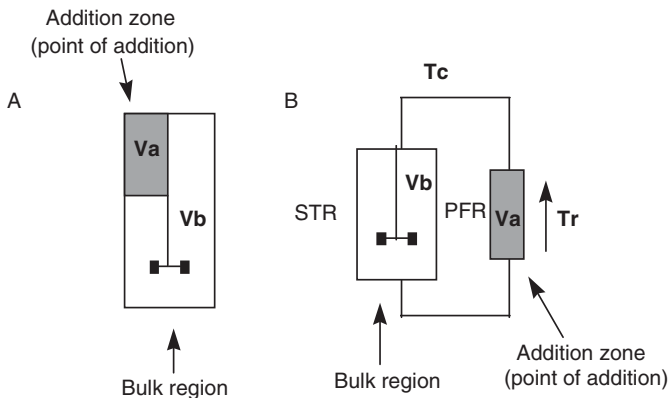 Addition zone
(point of addition)
A
Va
Vb
Bulk region
B
Tc
STR
Vb
PFR
Va
Tr
Bulk region
Addition zone
(point of addition)